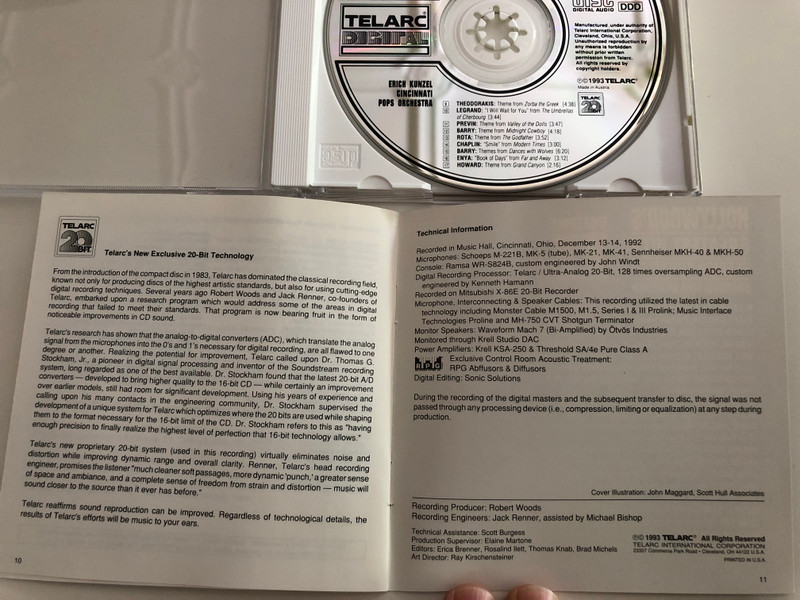 TELARC
DIGITAL
DISC
DIGITAL AUDIO
DDD
Manufactured under authority of
Telarc International Corporation,
Cleveland, Ohio, U.S.A.
Unauthorized reproduction by
any means is forbidden
without prior written
permission from Telarc.
All rights reserved by
copyright holders.
℗©1993 TELARC®
Made in Austria
TELARC
20 BIT
ERICH KUNZEL
CINCINNATI
POPS ORCHESTRA
THEODORAKIS: Theme from Zorba the Greek [4:38]
LEGRAND: "I Will Wait for You" from The Umbrellas
of Cherbourg [3:44]
PREVIN: Theme from Valley of the Dolls [3:47]
BARRY: Theme from Midnight Cowboy [4:18]
ROTA: Theme from The Godfather [3:52]
CHAPLIN: "Smile" from Modern Times [3:00]
BARRY: Themes from Dances with Wolves [6:20]
ENYA: "Book of Days" from Far and Away [3:12]
HOWARD: Theme from Grand Canyon [2:16]
TELARC
20 BIT
Telarc's New Exclusive 20-Bit Technology
From the introduction of the compact disc in 1983, Telarc has dominated the classical recording field,
known not only for producing discs of the highest artistic standards, but also for using cutting-edge
digital recording techniques. Several years ago Robert Woods and Jack Renner, co-founders of
Telarc, embarked upon a research program which would address some of the areas in digital
recording that failed to meet their standards. That program is now bearing fruit in the form of
noticeable improvements in CD sound.
Telarc's research has shown that the analog-to-digital converters (ADC), which translate the analog
signal from the microphones into the 0's and 1's necessary for digital recording, are all flawed to one
degree or another. Realizing the potential for improvement, Telarc called upon Dr. Thomas G.
Stockham, Jr., a pioneer in digital signal processing and inventor of the Soundstream recording
system, long regarded as one of the best available. Dr. Stockham found that the latest 20-bit A/D
converters — developed to bring higher quality to the 16-bit CD — while certainly an improvement
over earlier models, still had room for significant development. Using his years of experience and
calling upon his many contacts in the engineering community, Dr. Stockham supervised the
development of a unique system for Telarc which optimizes where the 20 bits are used while shaping
them to the format necessary for the 16-bit limit of the CD. Dr. Stockham refers to this as "having
enough precision to finally realize the highest level of perfection that 16-bit technology allows."
Telarc's new proprietary 20-bit system (used in this recording) virtually eliminates noise and
distortion while improving dynamic range and overall clarity. Renner, Telarc's head recording
engineer, promises the listener "much cleaner soft passages, more dynamic 'punch,' a greater sense
of space and ambiance, and a complete sense of freedom from strain and distortion — music will
sound closer to the source than it ever has before."
Telarc reaffirms sound reproduction can be improved. Regardless of technological details, the
results of Telarc's efforts will be music to your ears.
10
Technical Information
Recorded in Music Hall, Cincinnati, Ohio, December 13-14, 1992
Microphones: Schoeps M-221B, MK-5 (tube), MK-21, MK-41, Sennheiser MKH-40 & MKH-50
Console: Ramsa WR-S824B, custom engineered by John Windt
Digital Recording Processor: Telarc / Ultra-Analog 20-Bit, 128 times oversampling ADC, custom
engineered by Kenneth Hamann
Recorded on Mitsubishi X-86E 20-Bit Recorder
Microphone, Interconnecting & Speaker Cables: This recording utilized the latest in cable
technology including Monster Cable M1500, M1.5, Series I & III Prolink; Music Interface
Technologies Proline and MH-750 CVT Shotgun Terminator
Monitor Speakers: Waveform Mach 7 (Bi-Amplified) by Ötvös Industries
Monitored through Krell Studio DAC
Power Amplifiers: Krell KSA-250 & Threshold SA/4e Pure Class A
RPG Exclusive Control Room Acoustic Treatment:
RPG Abffusors & Diffusors
Digital Editing: Sonic Solutions
During the recording of the digital masters and the subsequent transfer to disc, the signal was not
passed through any processing device (i.e., compression, limiting or equalization) at any step during
production.
Cover Illustration: John Maggard, Scott Hull Associates
Recording Producer: Robert Woods
Recording Engineers: Jack Renner, assisted by Michael Bishop
Technical Assistance: Scott Burgess
Production Supervisor: Elaine Martone
Editors: Erica Brenner, Rosalind Ilett, Thomas Knab, Brad Michels
Art Director: Ray Kirschensteiner
℗© 1993 TELARC® All Rights Reserved
TELARC INTERNATIONAL CORPORATION
23307 Commerce Park Road • Cleveland, OH 44122 U.S.A.
PRINTED IN U.S.A.
11